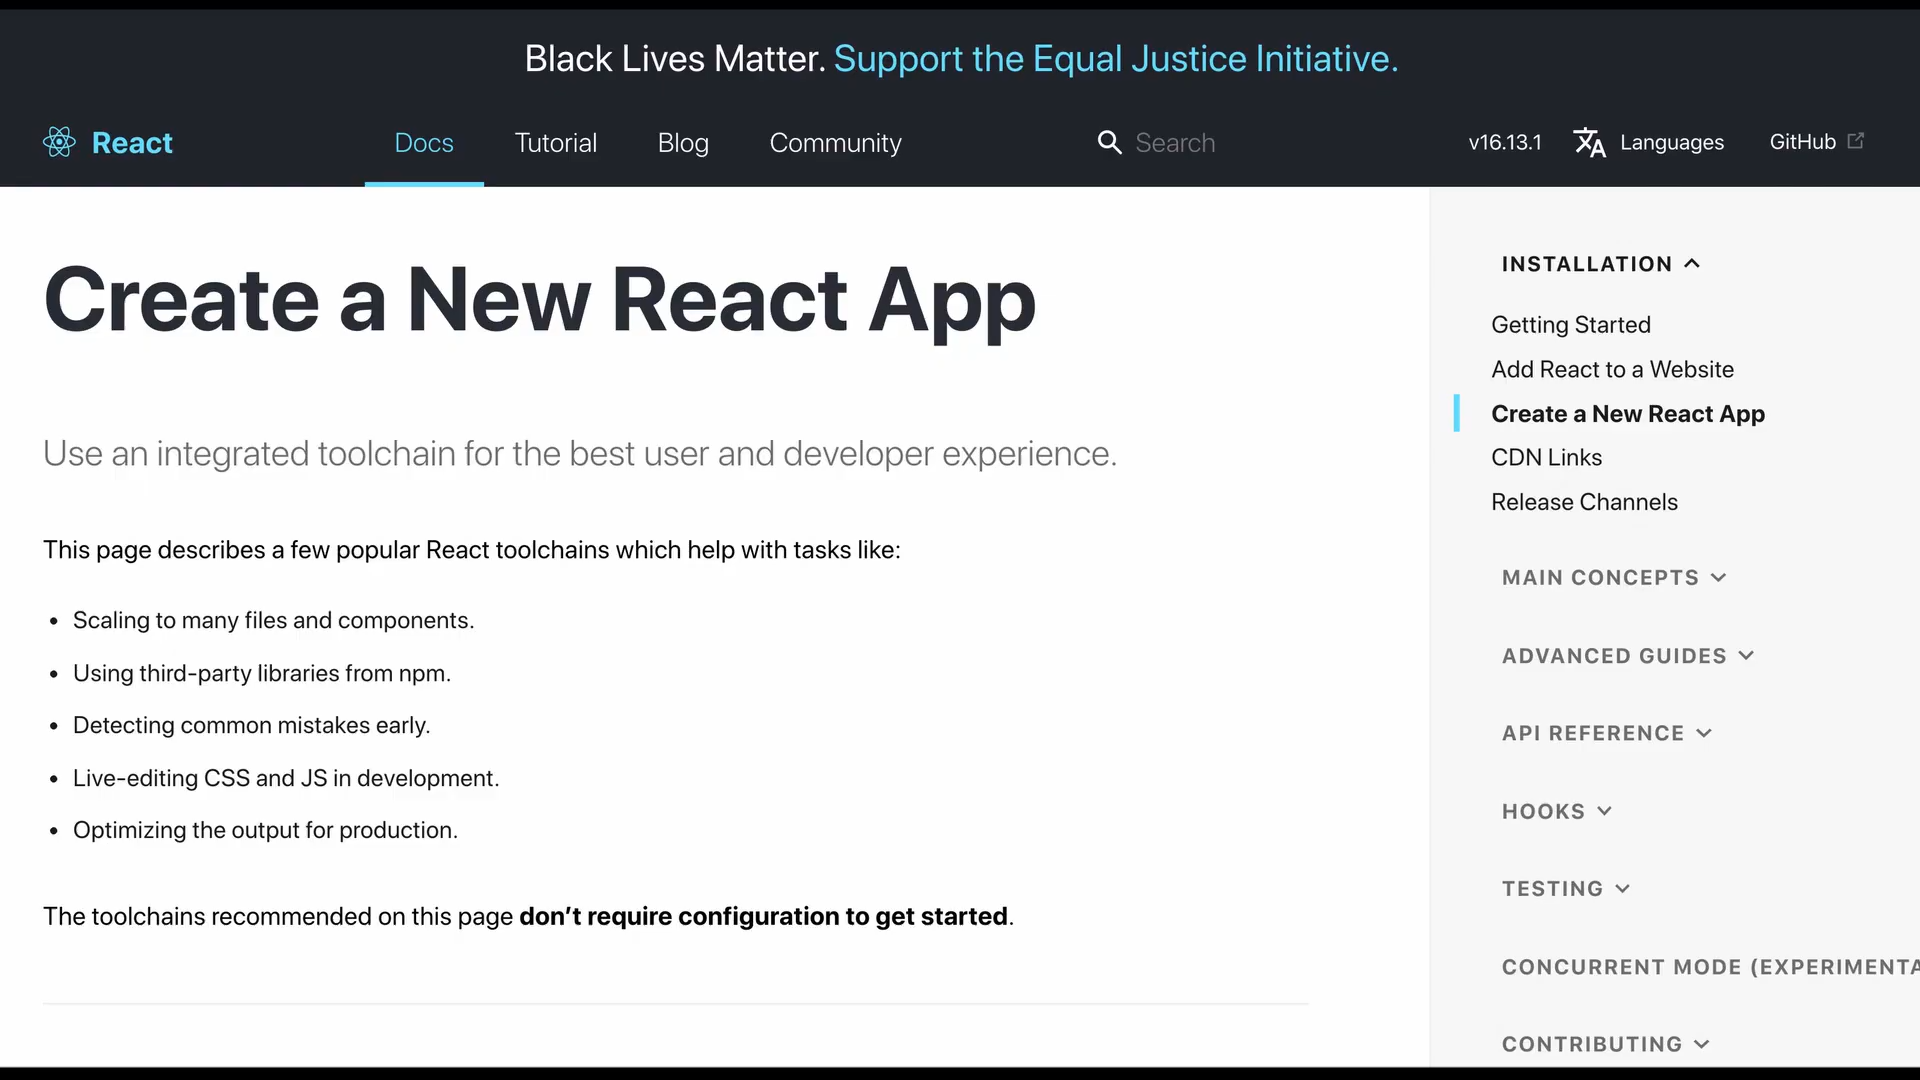 Black Lives Matter. Support the Equal Justice Initiative.
React Docs Tutorial Blog Community Search v16.13.1 Languages GitHub
Create a New React App
Use an integrated toolchain for the best user and developer experience.
This page describes a few popular React toolchains which help with tasks like:
• Scaling to many files and components.
• Using third-party libraries from npm.
• Detecting common mistakes early.
• Live-editing CSS and JS in development.
• Optimizing the output for production.
The toolchains recommended on this page don’t require configuration to get started.
INSTALLATION
Getting Started
Add React to a Website
Create a New React App
CDN Links
Release Channels
MAIN CONCEPTS
ADVANCED GUIDES
API REFERENCE
HOOKS
TESTING
CONCURRENT MODE (EXPERIMENTA
CONTRIBUTING